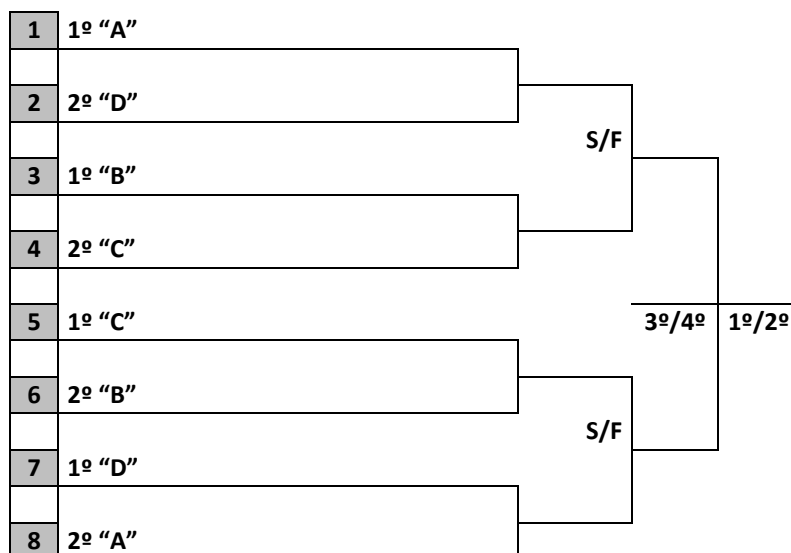 1 1º “A”
2 2º “D”
S/F
3 1º “B”
4 2º “C”
5 1º “C”
3º/4º 1º/2º
6 2º “B”
S/F
7 1º “D”
8 2º “A”